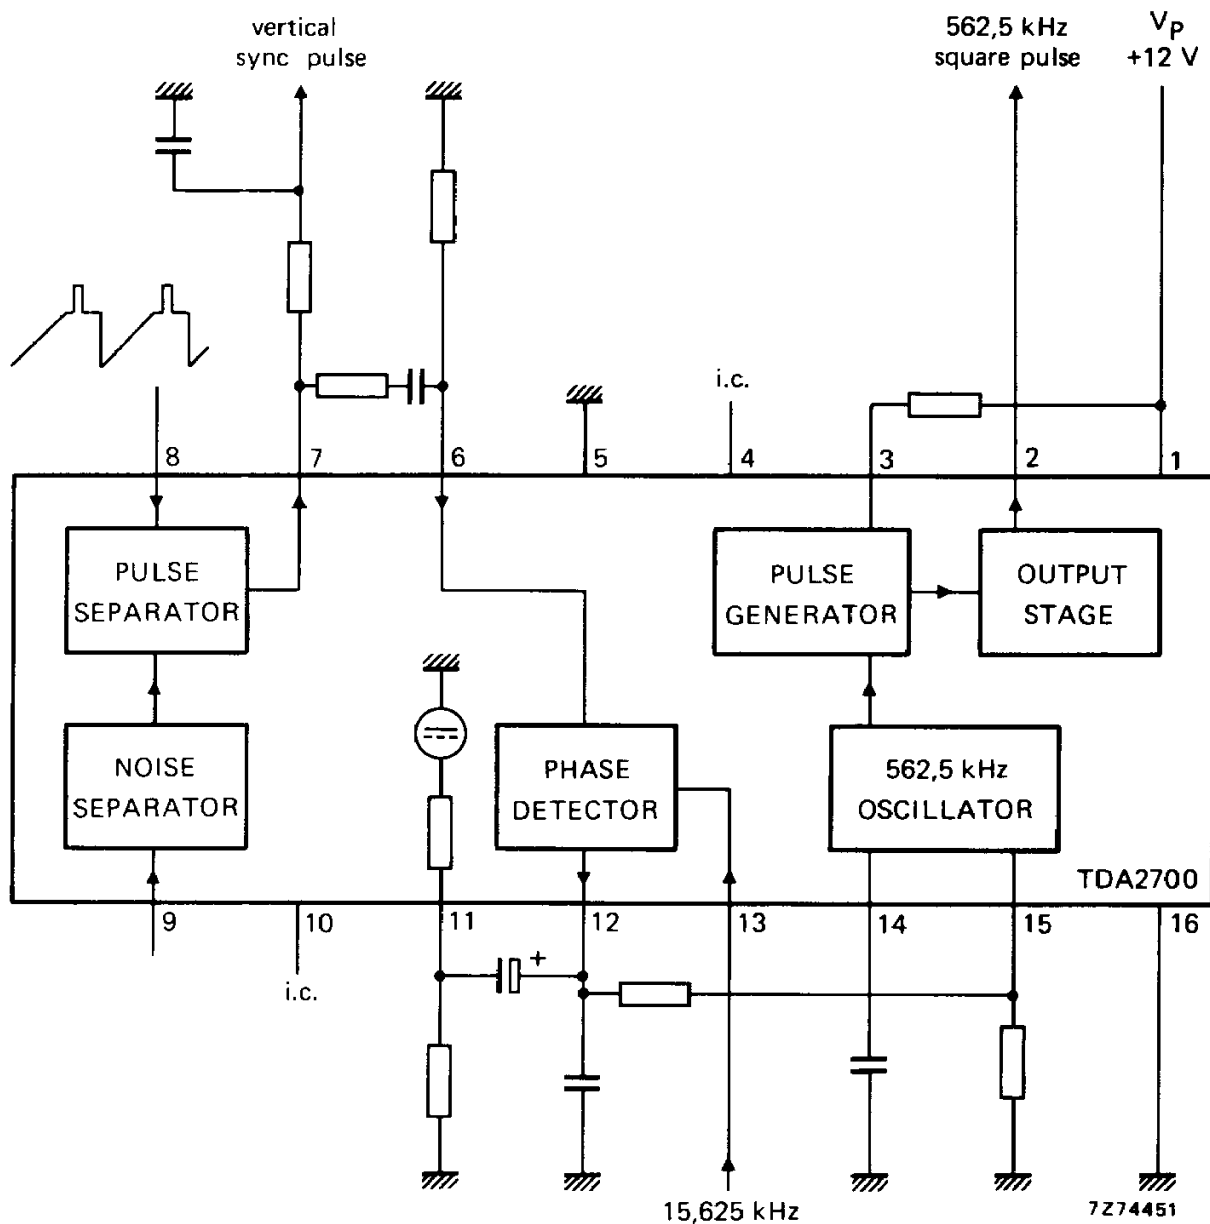 vertical
sync pulse
562,5 kHz
square pulse
VP
+12 V
i.c.
8
7
6
5
4
3
2
1
PULSE
SEPARATOR
PULSE
GENERATOR
OUTPUT
STAGE
NOISE
SEPARATOR
PHASE
DETECTOR
562,5 kHz
OSCILLATOR
TDA2700
9
10
11
12
13
14
15
16
+
i.c.
15,625 kHz
7Z74451